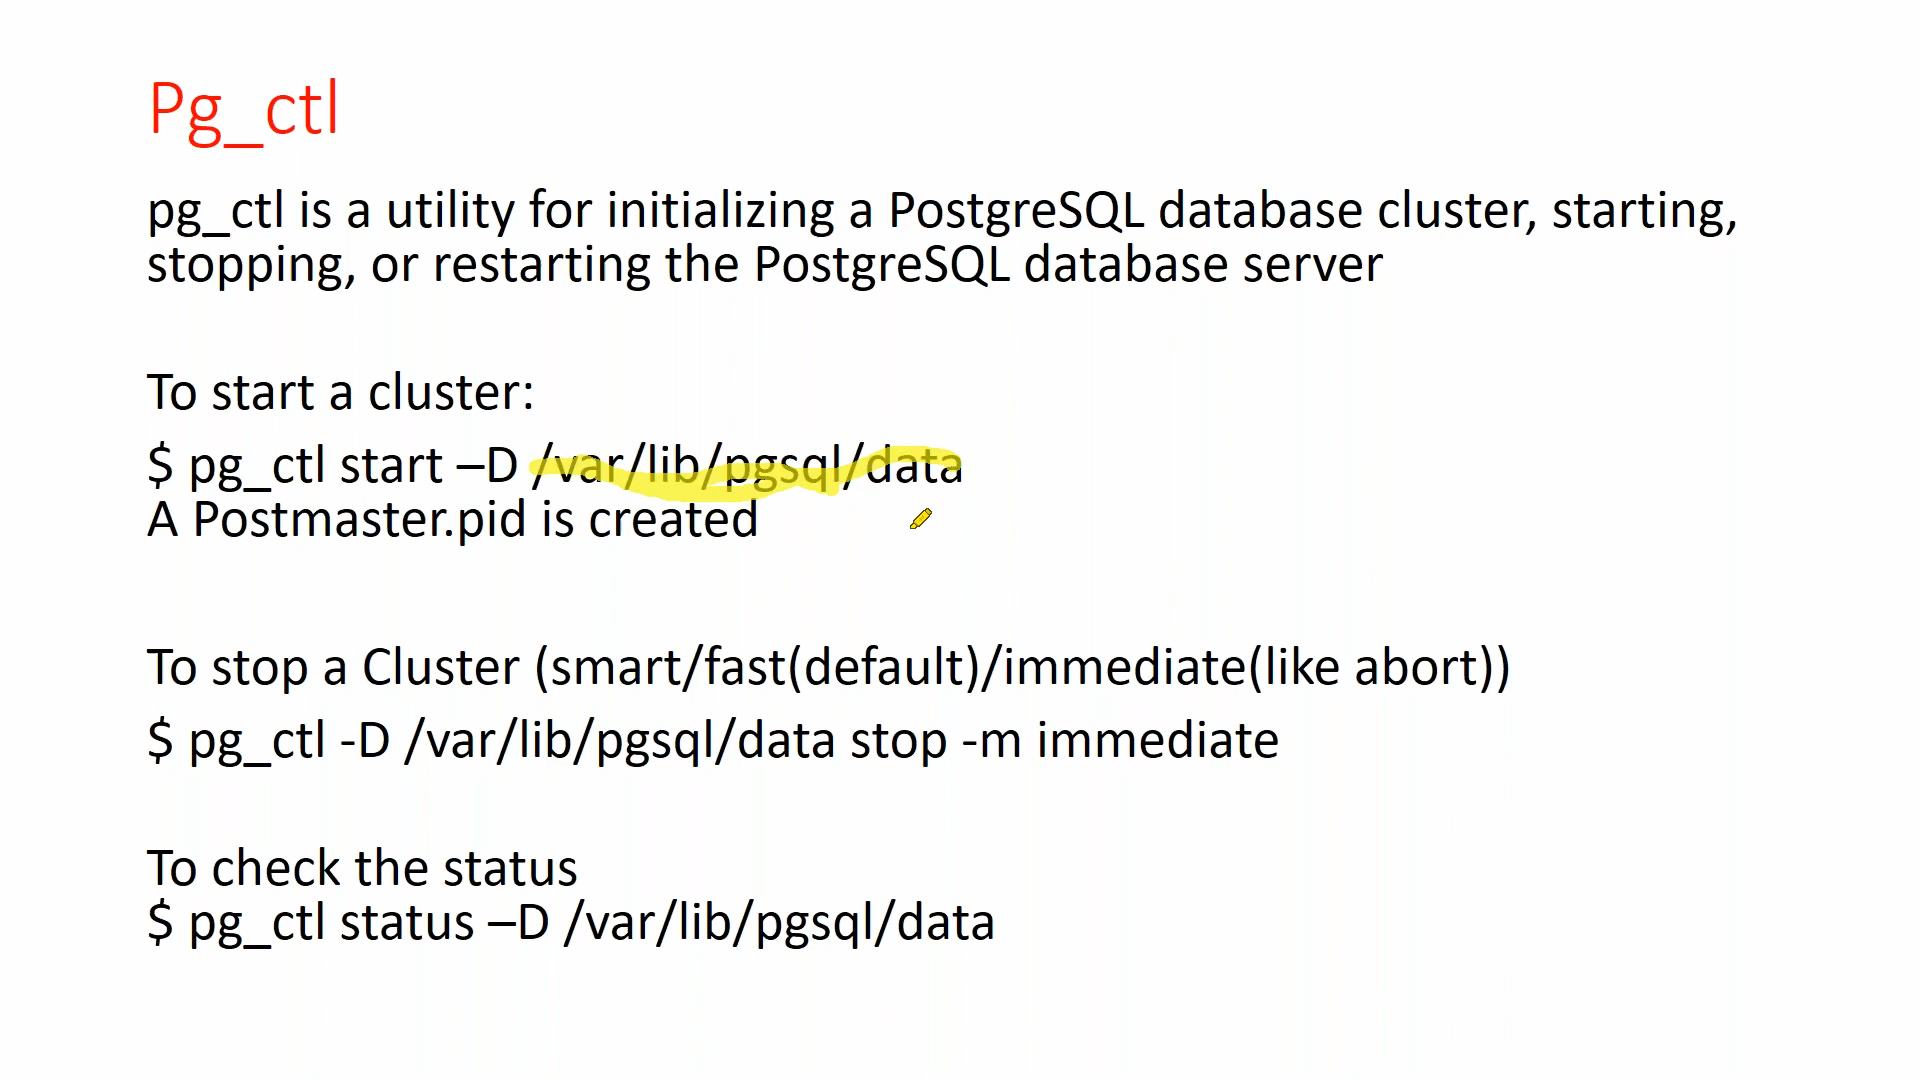 Pg_ctl
pg_ctl is a utility for initializing a PostgreSQL database cluster, starting,
stopping, or restarting the PostgreSQL database server
To start a cluster:
$ pg_ctl start –D /var/lib/pgsql/data
A Postmaster.pid is created
To stop a Cluster (smart/fast(default)/immediate(like abort))
$ pg_ctl -D /var/lib/pgsql/data stop -m immediate
To check the status
$ pg_ctl status –D /var/lib/pgsql/data